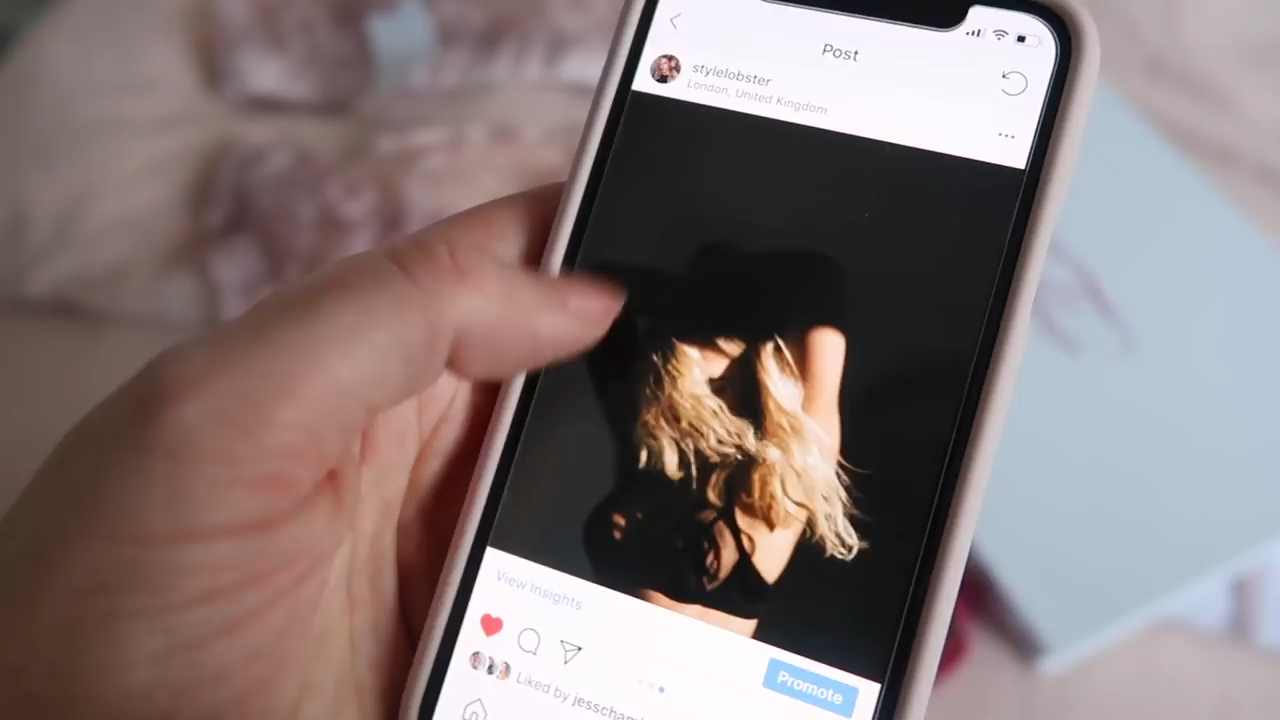 Post
stylelobster
London, United Kingdom
View Insights
Promote
Liked by